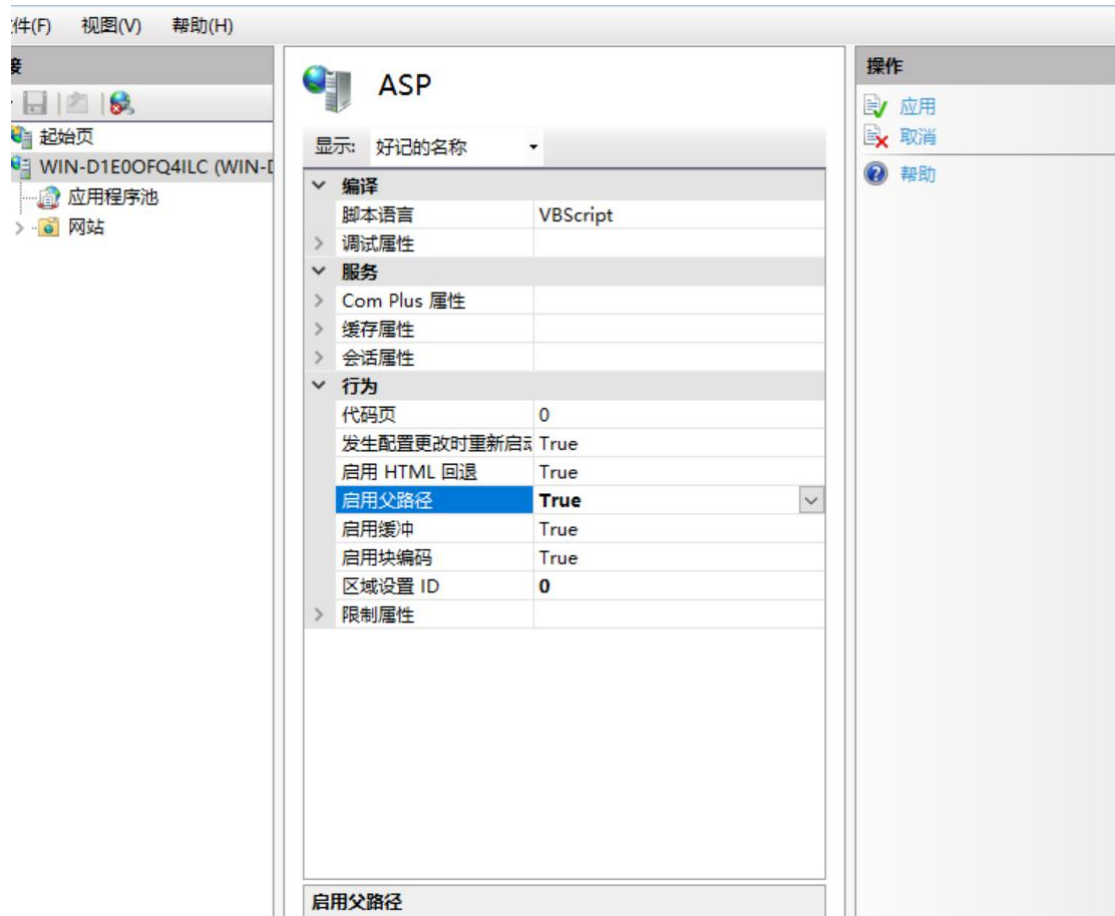 件(F) 视图(V) 帮助(H)
接
起始页
WIN-D1E0OFQ4ILC (WIN-D
应用程序池
网站
ASP
显示: 好记的名称
编译
脚本语言 VBScript
调试属性
服务
Com Plus 属性
缓存属性
会话属性
行为
代码页 0
发生配置更改时重新启动 True
启用 HTML 回退 True
启用父路径 True
启用缓冲 True
启用块编码 True
区域设置 ID 0
限制属性
启用父路径
操作
应用
取消
帮助